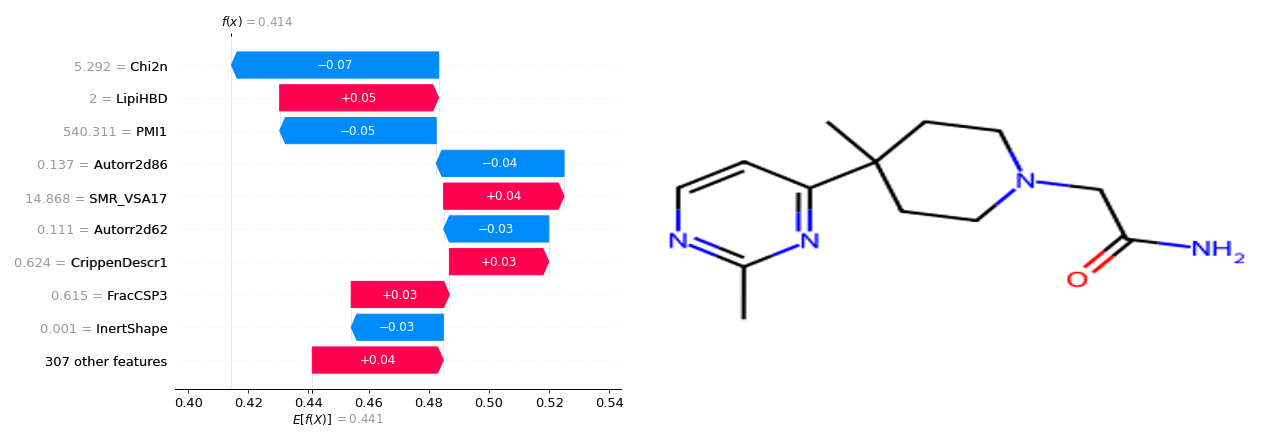 f(x) = 0.414
5.292 = Chi2n
−0.07
2 = LipiHBD
+0.05
540.311 = PMI1
−0.05
0.137 = Autorr2d86
−0.04
14.868 = SMR_VSA17
+0.04
0.111 = Autorr2d62
−0.03
0.624 = CrippenDescr1
+0.03
0.615 = FracCSP3
+0.03
0.001 = InertShape
−0.03
307 other features
+0.04
0.40 0.42 0.44 0.46 0.48 0.50 0.52 0.54
E[f(X)] = 0.441
N
N
N
O
NH2